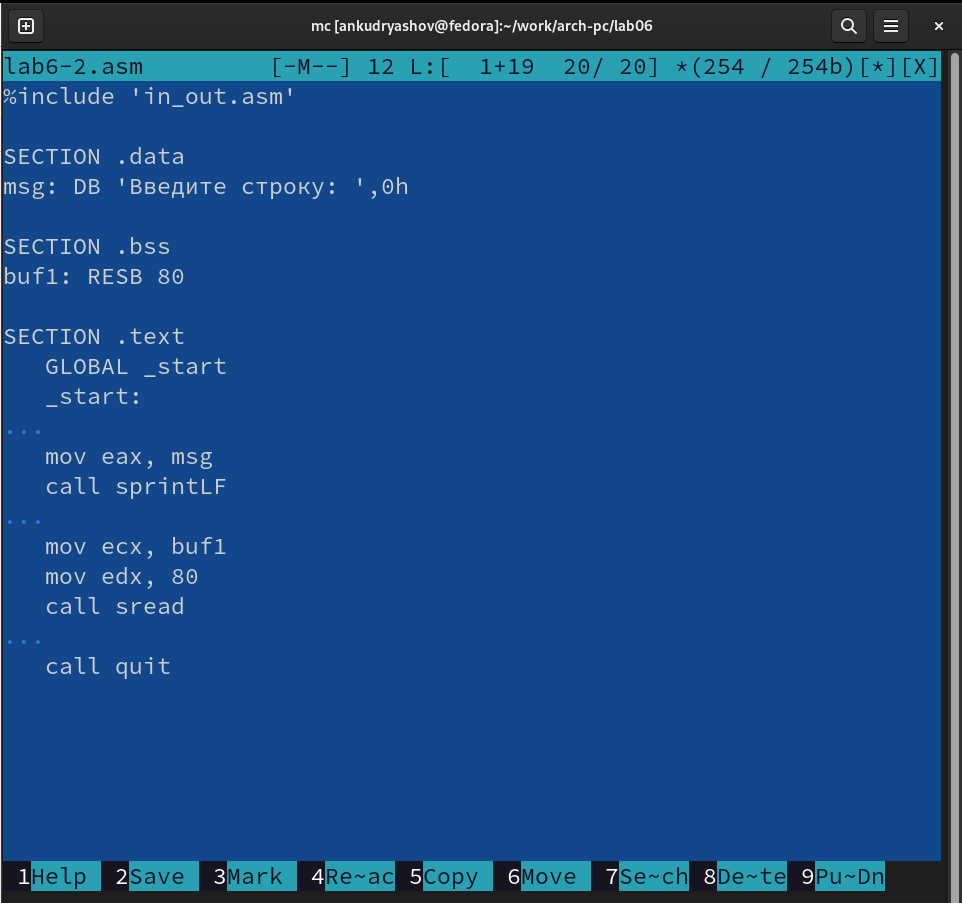 mc [ankudryashov@fedora]:~/work/arch-pc/lab06
lab6-2.asm [-M--] 12 L:[ 1+19 20/ 20] *(254 / 254b)[*][X]
%include 'in_out.asm'
SECTION .data
msg: DB 'Введите строку: ',0h
SECTION .bss
buf1: RESB 80
SECTION .text
GLOBAL _start
_start:
...
mov eax, msg
call sprintLF
...
mov ecx, buf1
mov edx, 80
call sread
...
call quit
1Help 2Save 3Mark 4Re~ac 5Copy 6Move 7Se~ch 8De~te 9Pu~Dn